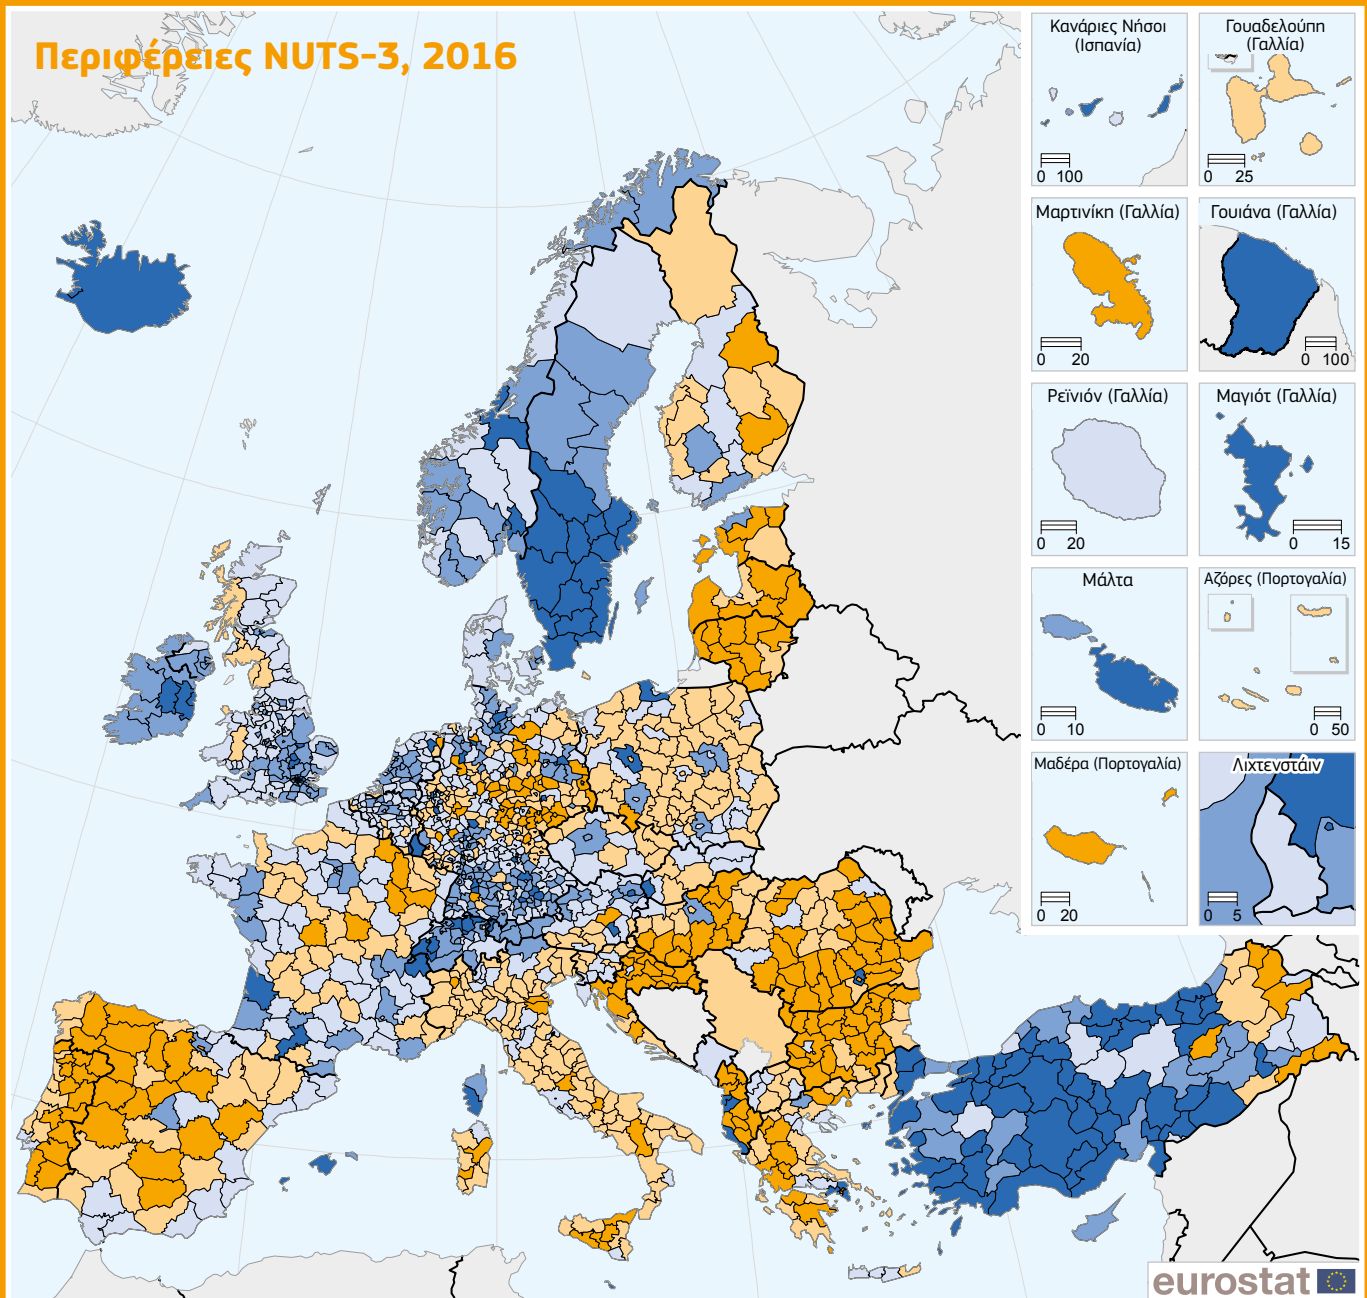 Περιφέρειες NUTS-3, 2016
Κανάριες Νήσοι
(Ισπανία)
0 100
Γουαδελούπη
(Γαλλία)
0 25
Μαρτινίκη (Γαλλία)
0 20
Γουιάνα (Γαλλία)
0 100
Ρεϊνιόν (Γαλλία)
0 20
Μαγιότ (Γαλλία)
0 15
Μάλτα
0 10
Αζόρες (Πορτογαλία)
0 50
Μαδέρα (Πορτογαλία)
0 20
Λιχτενστάιν
0 5
eurostat